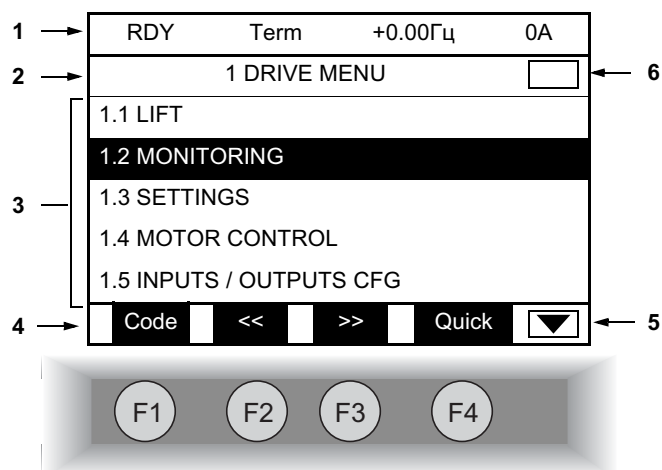 1 RDY Term +0.00Гц 0A
2 1 DRIVE MENU 6
1.1 LIFT
1.2 MONITORING
3 1.3 SETTINGS
1.4 MOTOR CONTROL
1.5 INPUTS / OUTPUTS CFG
4 Code << >> Quick 5
F1 F2 F3 F4